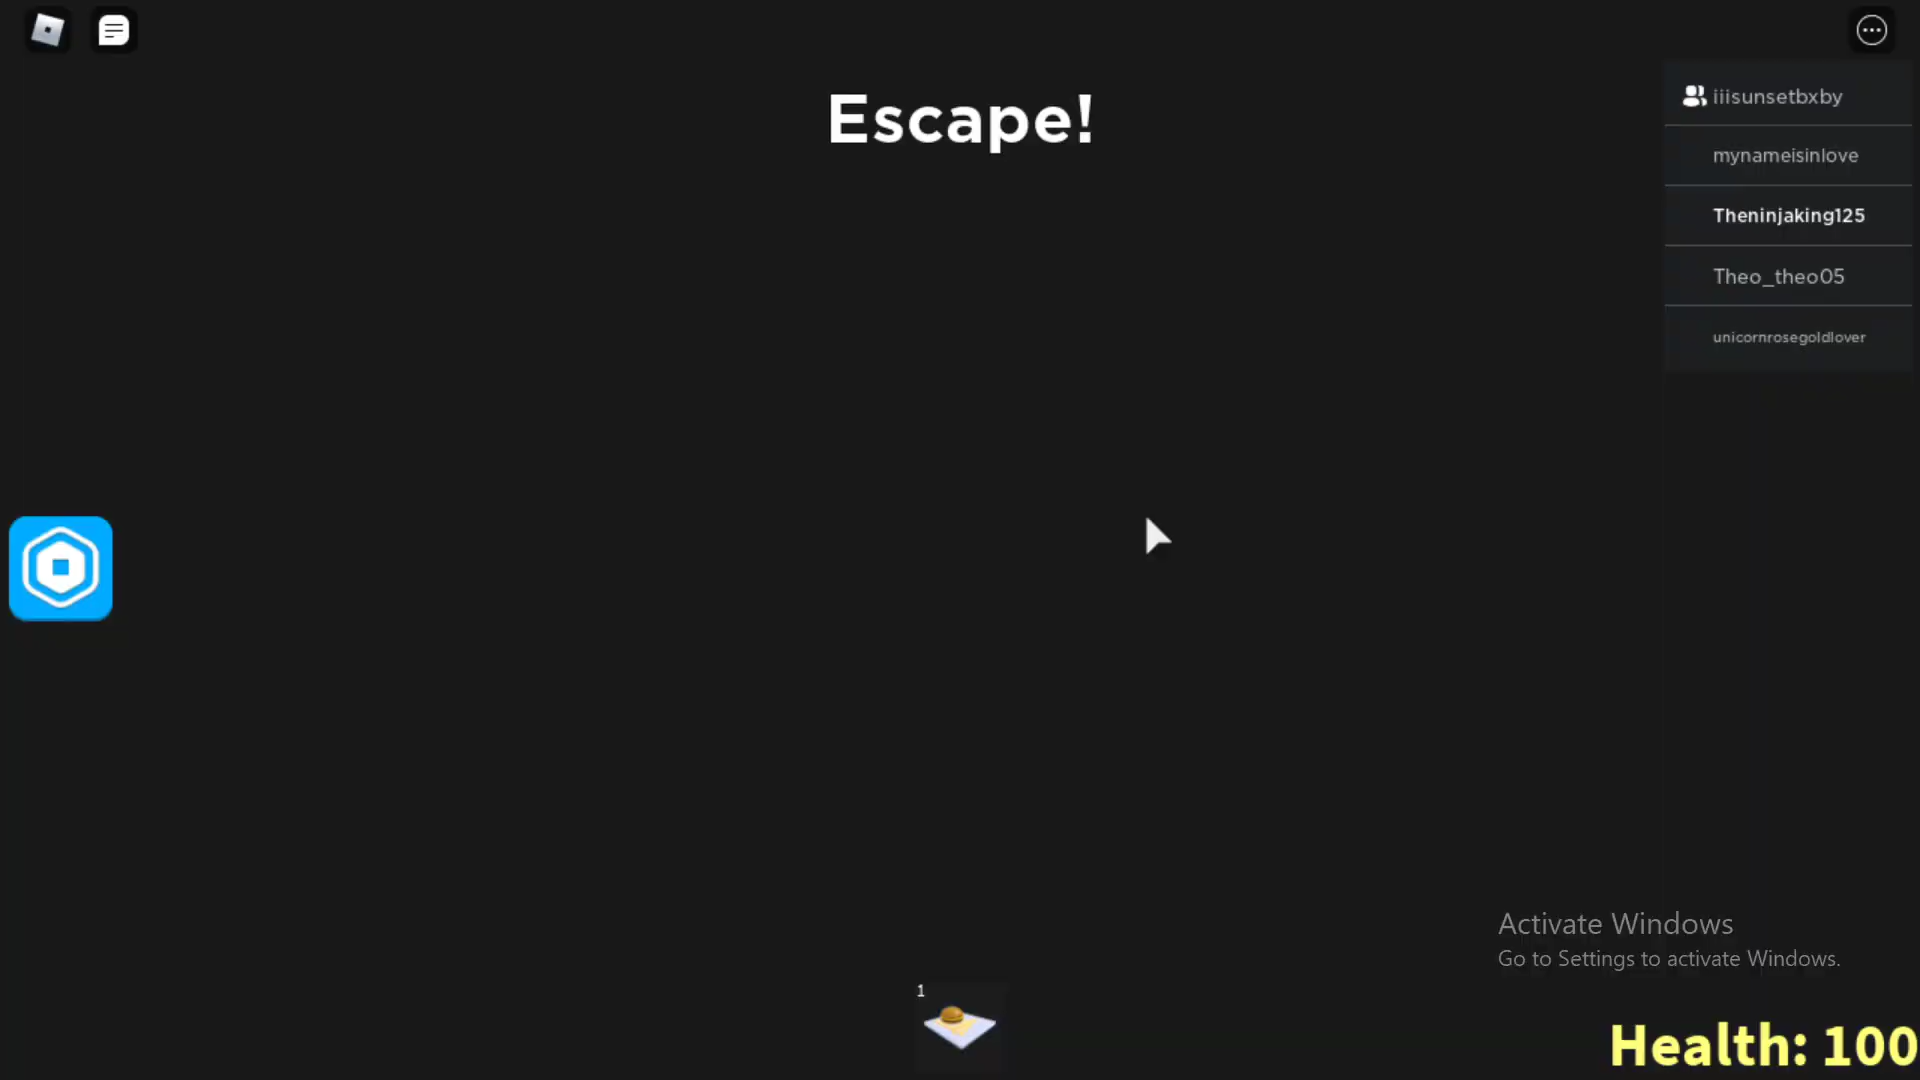 Escape!
iiisunsetbxby
mynameisinlove
Theninjaking125
Theo_theo05
unicornrosegoldlover
Activate Windows
Go to Settings to activate Windows.
1
Health: 100